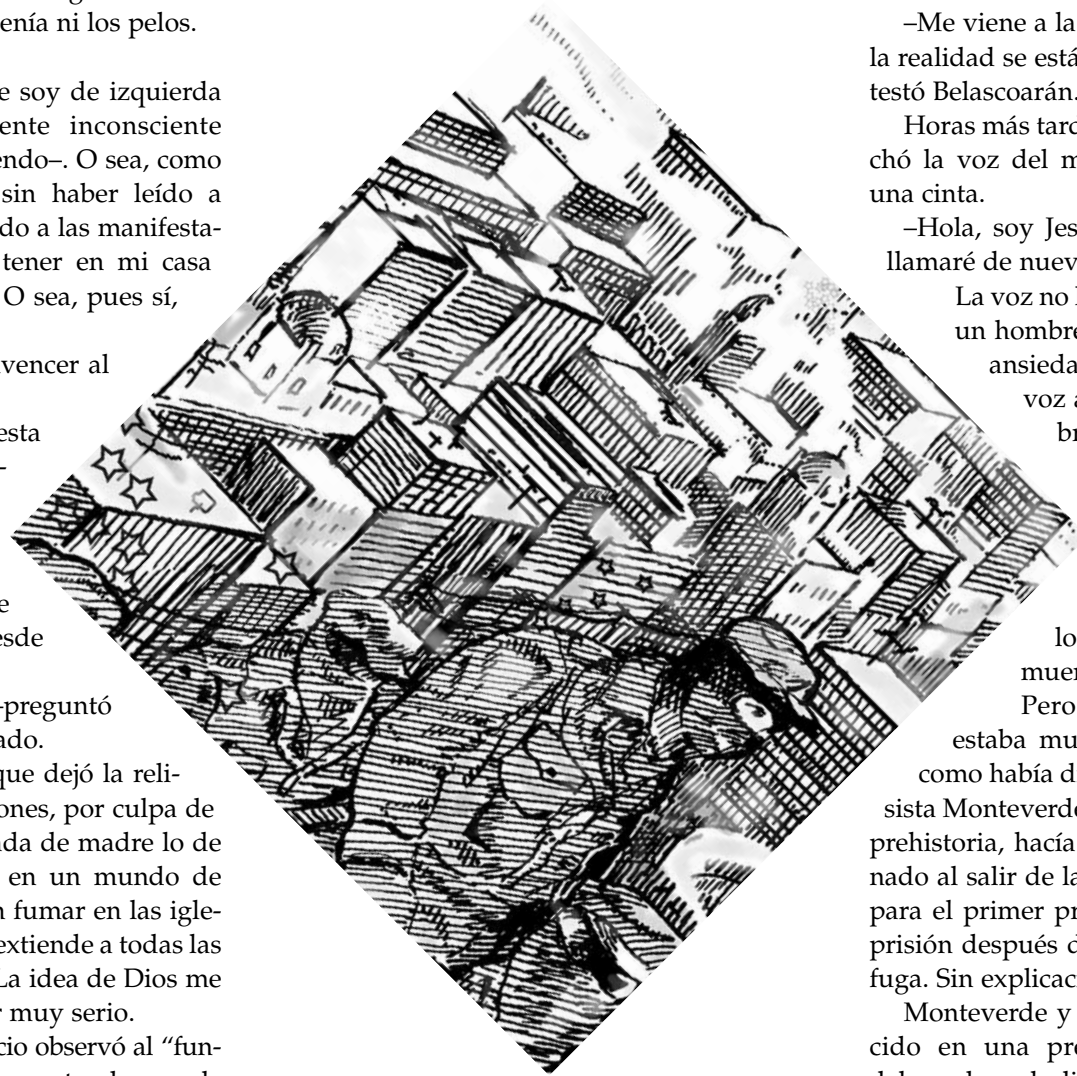 enía ni los pelos.
e soy de izquierda
ente inconsciente
endo–. O sea, como
sin haber leído a
do a las manifesta-
tener en mi casa
O sea, pues sí,
vencer al
esta
-
e
esde
–preguntó
ado.
que dejó la reli-
ones, por culpa de
ada de madre lo de
en un mundo de
n fumar en las igle-
extiende a todas las
La idea de Dios me
r muy serio.
cio observó al “fun-
–Me viene a la
la realidad se está
testó Belascoarán.
Horas más tarc
chó la voz del m
una cinta.
–Hola, soy Jes
llamaré de nuev
La voz no l
un hombre
ansieda
voz a
br
lo
muer
Pero
estaba mu
como había d
sista Monteverde
prehistoria, hacía
nado al salir de la
para el primer pr
prisión después d
fuga. Sin explicac
Monteverde y
cido en una pre